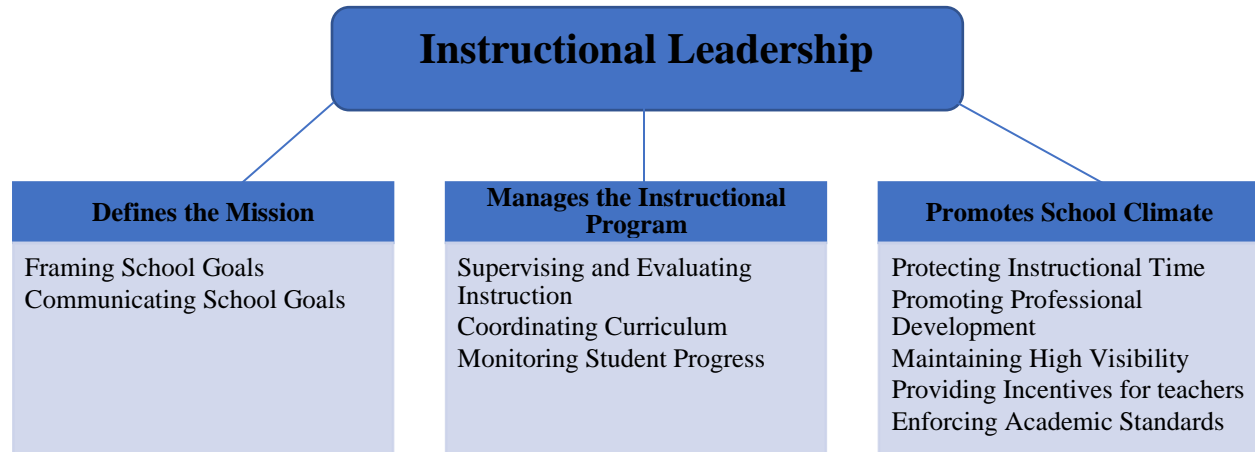 Instructional Leadership
Defines the Mission
Framing School Goals
Communicating School Goals
Manages the Instructional
Program
Supervising and Evaluating
Instruction
Coordinating Curriculum
Monitoring Student Progress
Promotes School Climate
Protecting Instructional Time
Promoting Professional
Development
Maintaining High Visibility
Providing Incentives for teachers
Enforcing Academic Standards